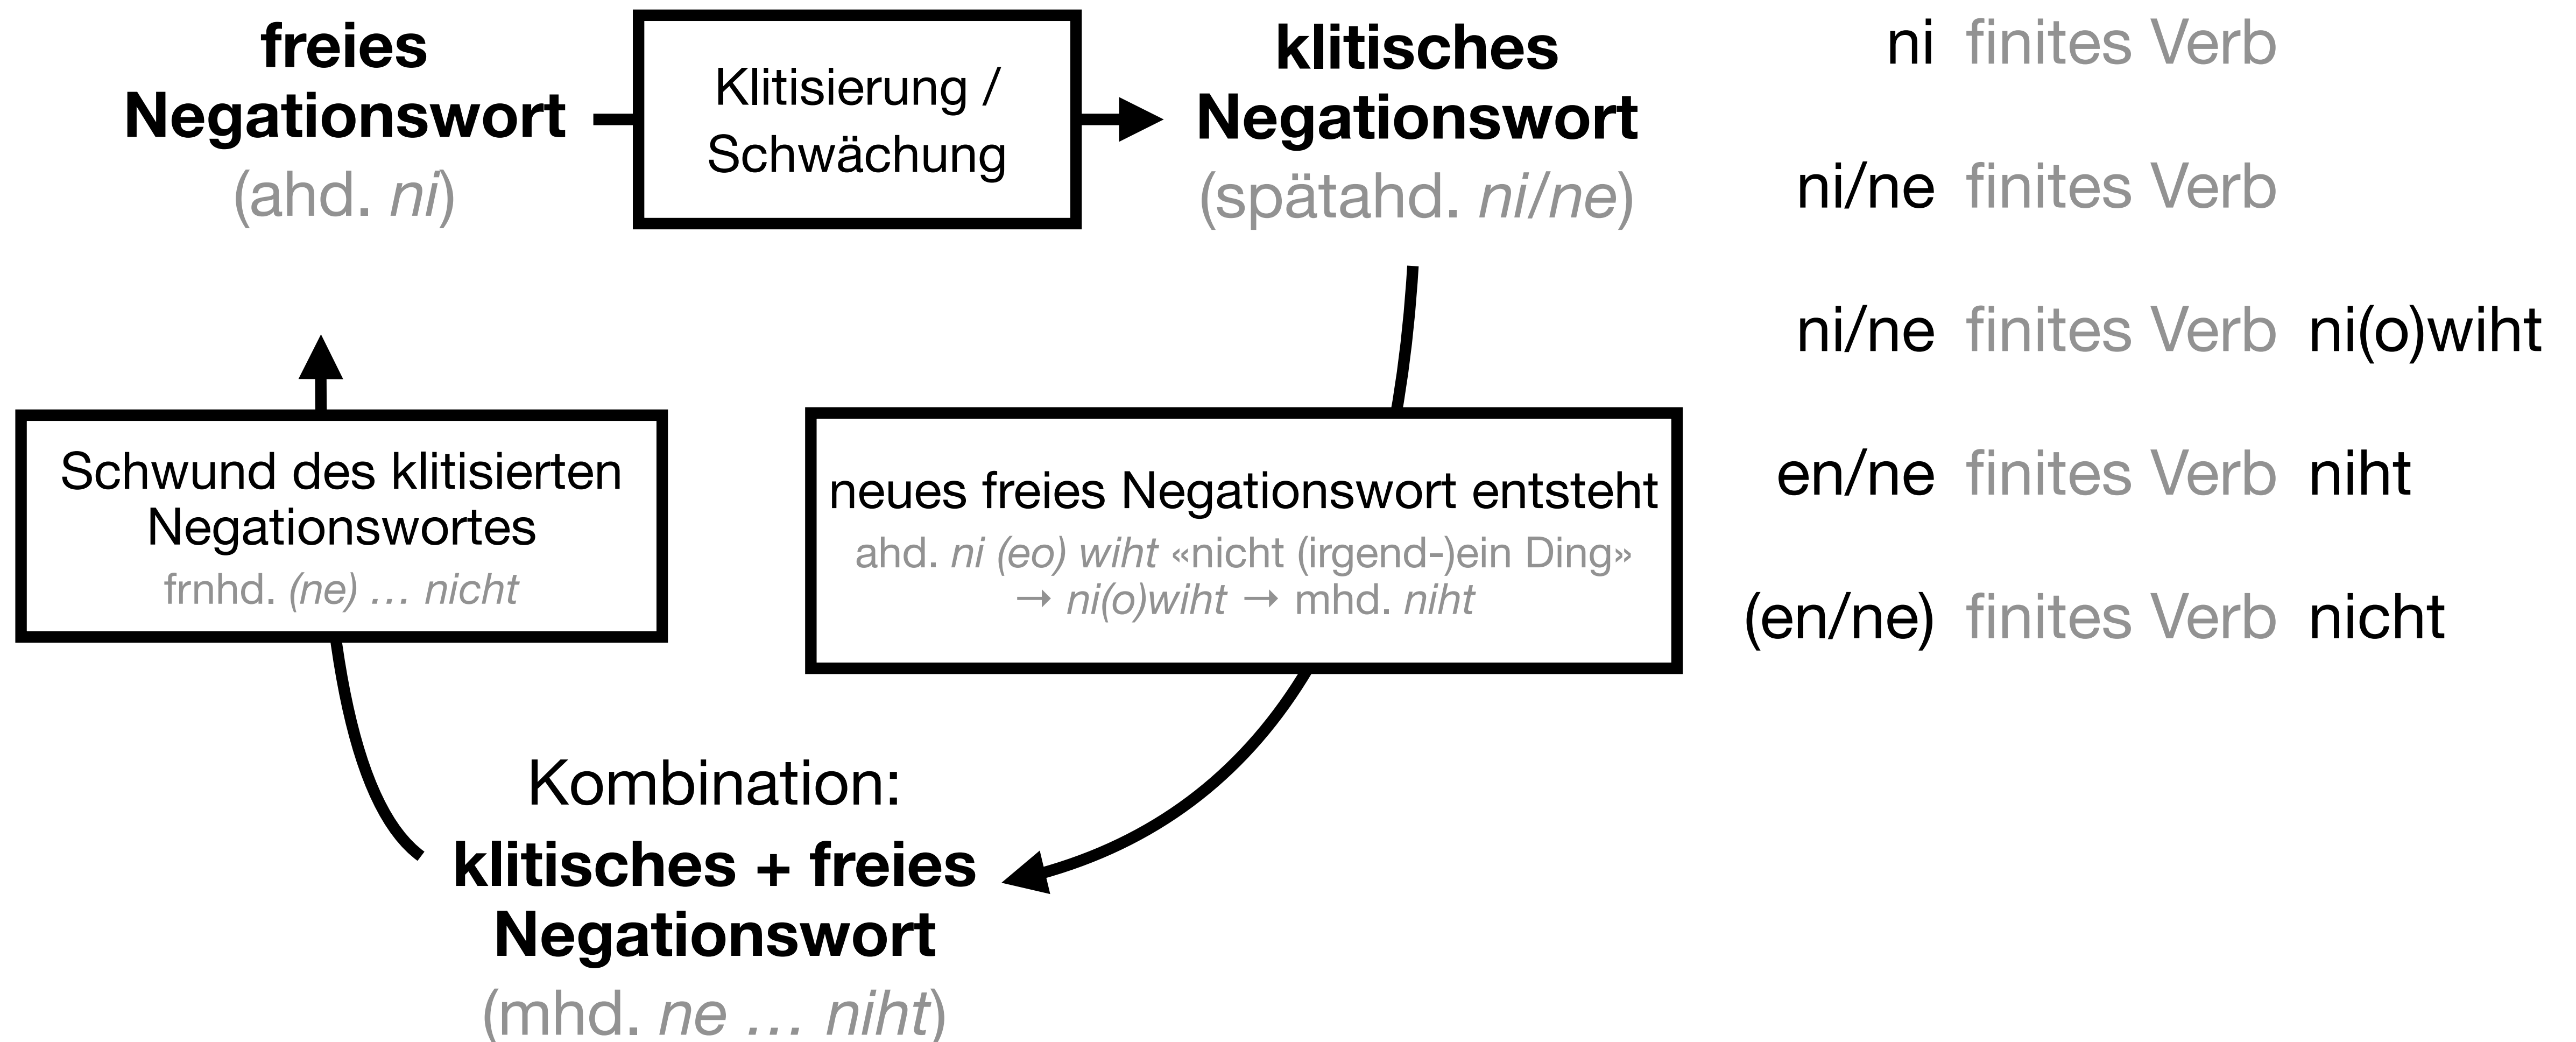 freies
Negationswort
(ahd. ni)
Klitisierung /
Schwächung
klitisches
Negationswort
(spätahd. ni/ne)
neues freies Negationswort entsteht
ahd. ni (eo) wiht «nicht (irgend-)ein Ding»
→ ni(o)wiht → mhd. niht
Kombination:
klitisches + freies
Negationswort
(mhd. ne … niht)
Schwund des klitisierten
Negationswortes
frnhd. (ne) … nicht
ni finites Verb
ni/ne finites Verb
ni/ne finites Verb ni(o)wiht
en/ne finites Verb niht
(en/ne) finites Verb nicht